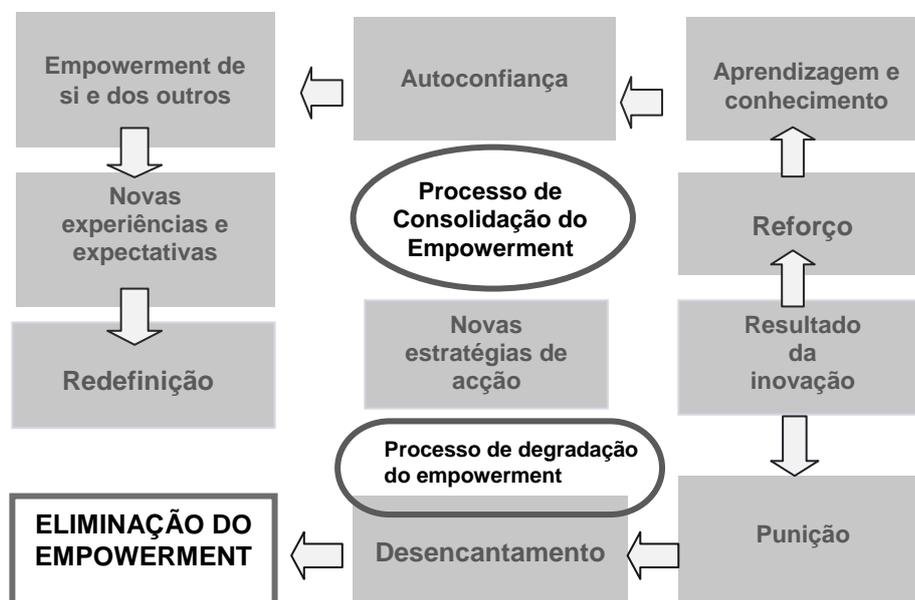 Empowerment de
si e dos outros
Autoconfiança
Aprendizagem e
conhecimento
Novas
experiências e
expectativas
Processo de
Consolidação do
Empowerment
Reforço
Redefinição
Novas
estratégias de
acção
Resultado
da
inovação
Processo de degradação
do empowerment
ELIMINAÇÃO DO
EMPOWERMENT
Desencantamento
Punição